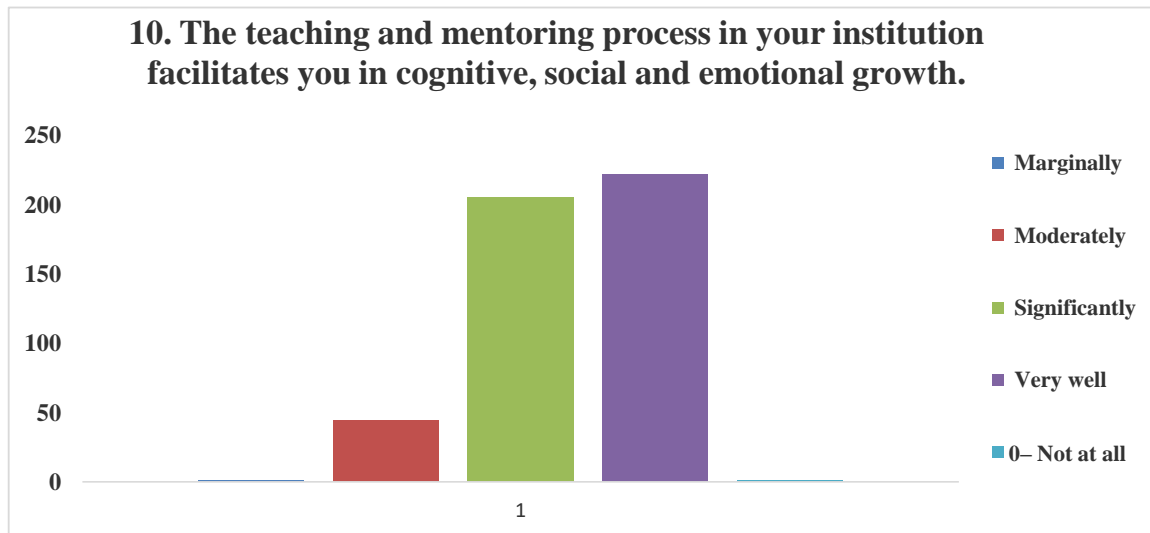 10. The teaching and mentoring process in your institution
facilitates you in cognitive, social and emotional growth.
250
200
150
100
50
0
1
Marginally
Moderately
Significantly
Very well
0– Not at all